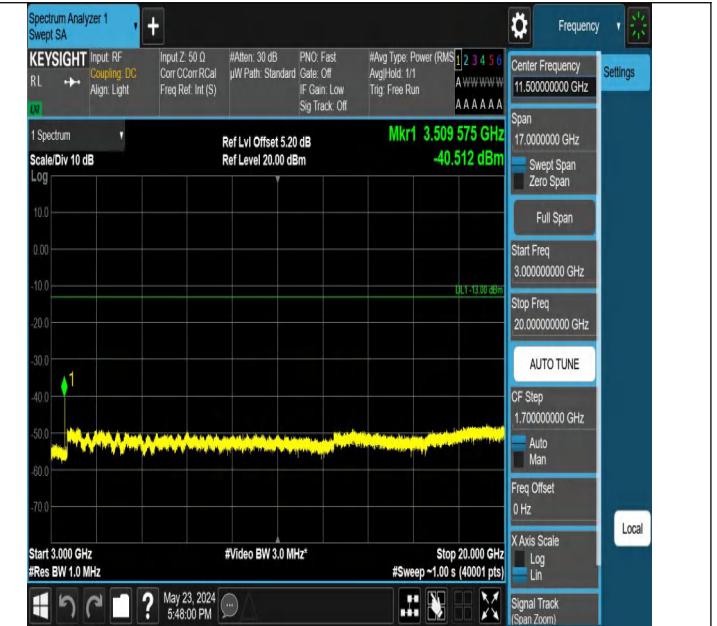 Spectrum Analyzer 1
Swept SA
+
Frequency
KEYSIGHT
RL
Input: RF
Coupling: DC
Align: Light
Input Z: 50 Ω
Corr CCorr RCal
Freq Ref: Int (S)
#Atten: 30 dB
µW Path: Standard
PNO: Fast
Gate: Off
IF Gain: Low
Sig Track: Off
#Avg Type: Power (RMS
Avg|Hold: 1/1
Trig: Free Run
1 2 3 4 5 6
A W W W W W
A A A A A A
1 Spectrum
Scale/Div 10 dB
Log
Ref Lvl Offset 5.20 dB
Ref Level 20.00 dBm
Mkr1 3.509 575 GHz
-40.512 dBm
10.0
0.00
-10.0
DL1 -13.00 dBm
-20.0
-30.0
1
-40.0
-50.0
-60.0
-70.0
Start 3.000 GHz
#Res BW 1.0 MHz
#Video BW 3.0 MHz*
Stop 20.000 GHz
#Sweep ~1.00 s (40001 pts)
?
May 23, 2024
5:48:00 PM
Center Frequency
11.500000000 GHz
Settings
Span
17.0000000 GHz
Swept Span
Zero Span
Full Span
Start Freq
3.000000000 GHz
Stop Freq
20.000000000 GHz
AUTO TUNE
CF Step
1.700000000 GHz
Auto
Man
Freq Offset
0 Hz
X Axis Scale
Log
Lin
Local
Signal Track
(Span Zoom)